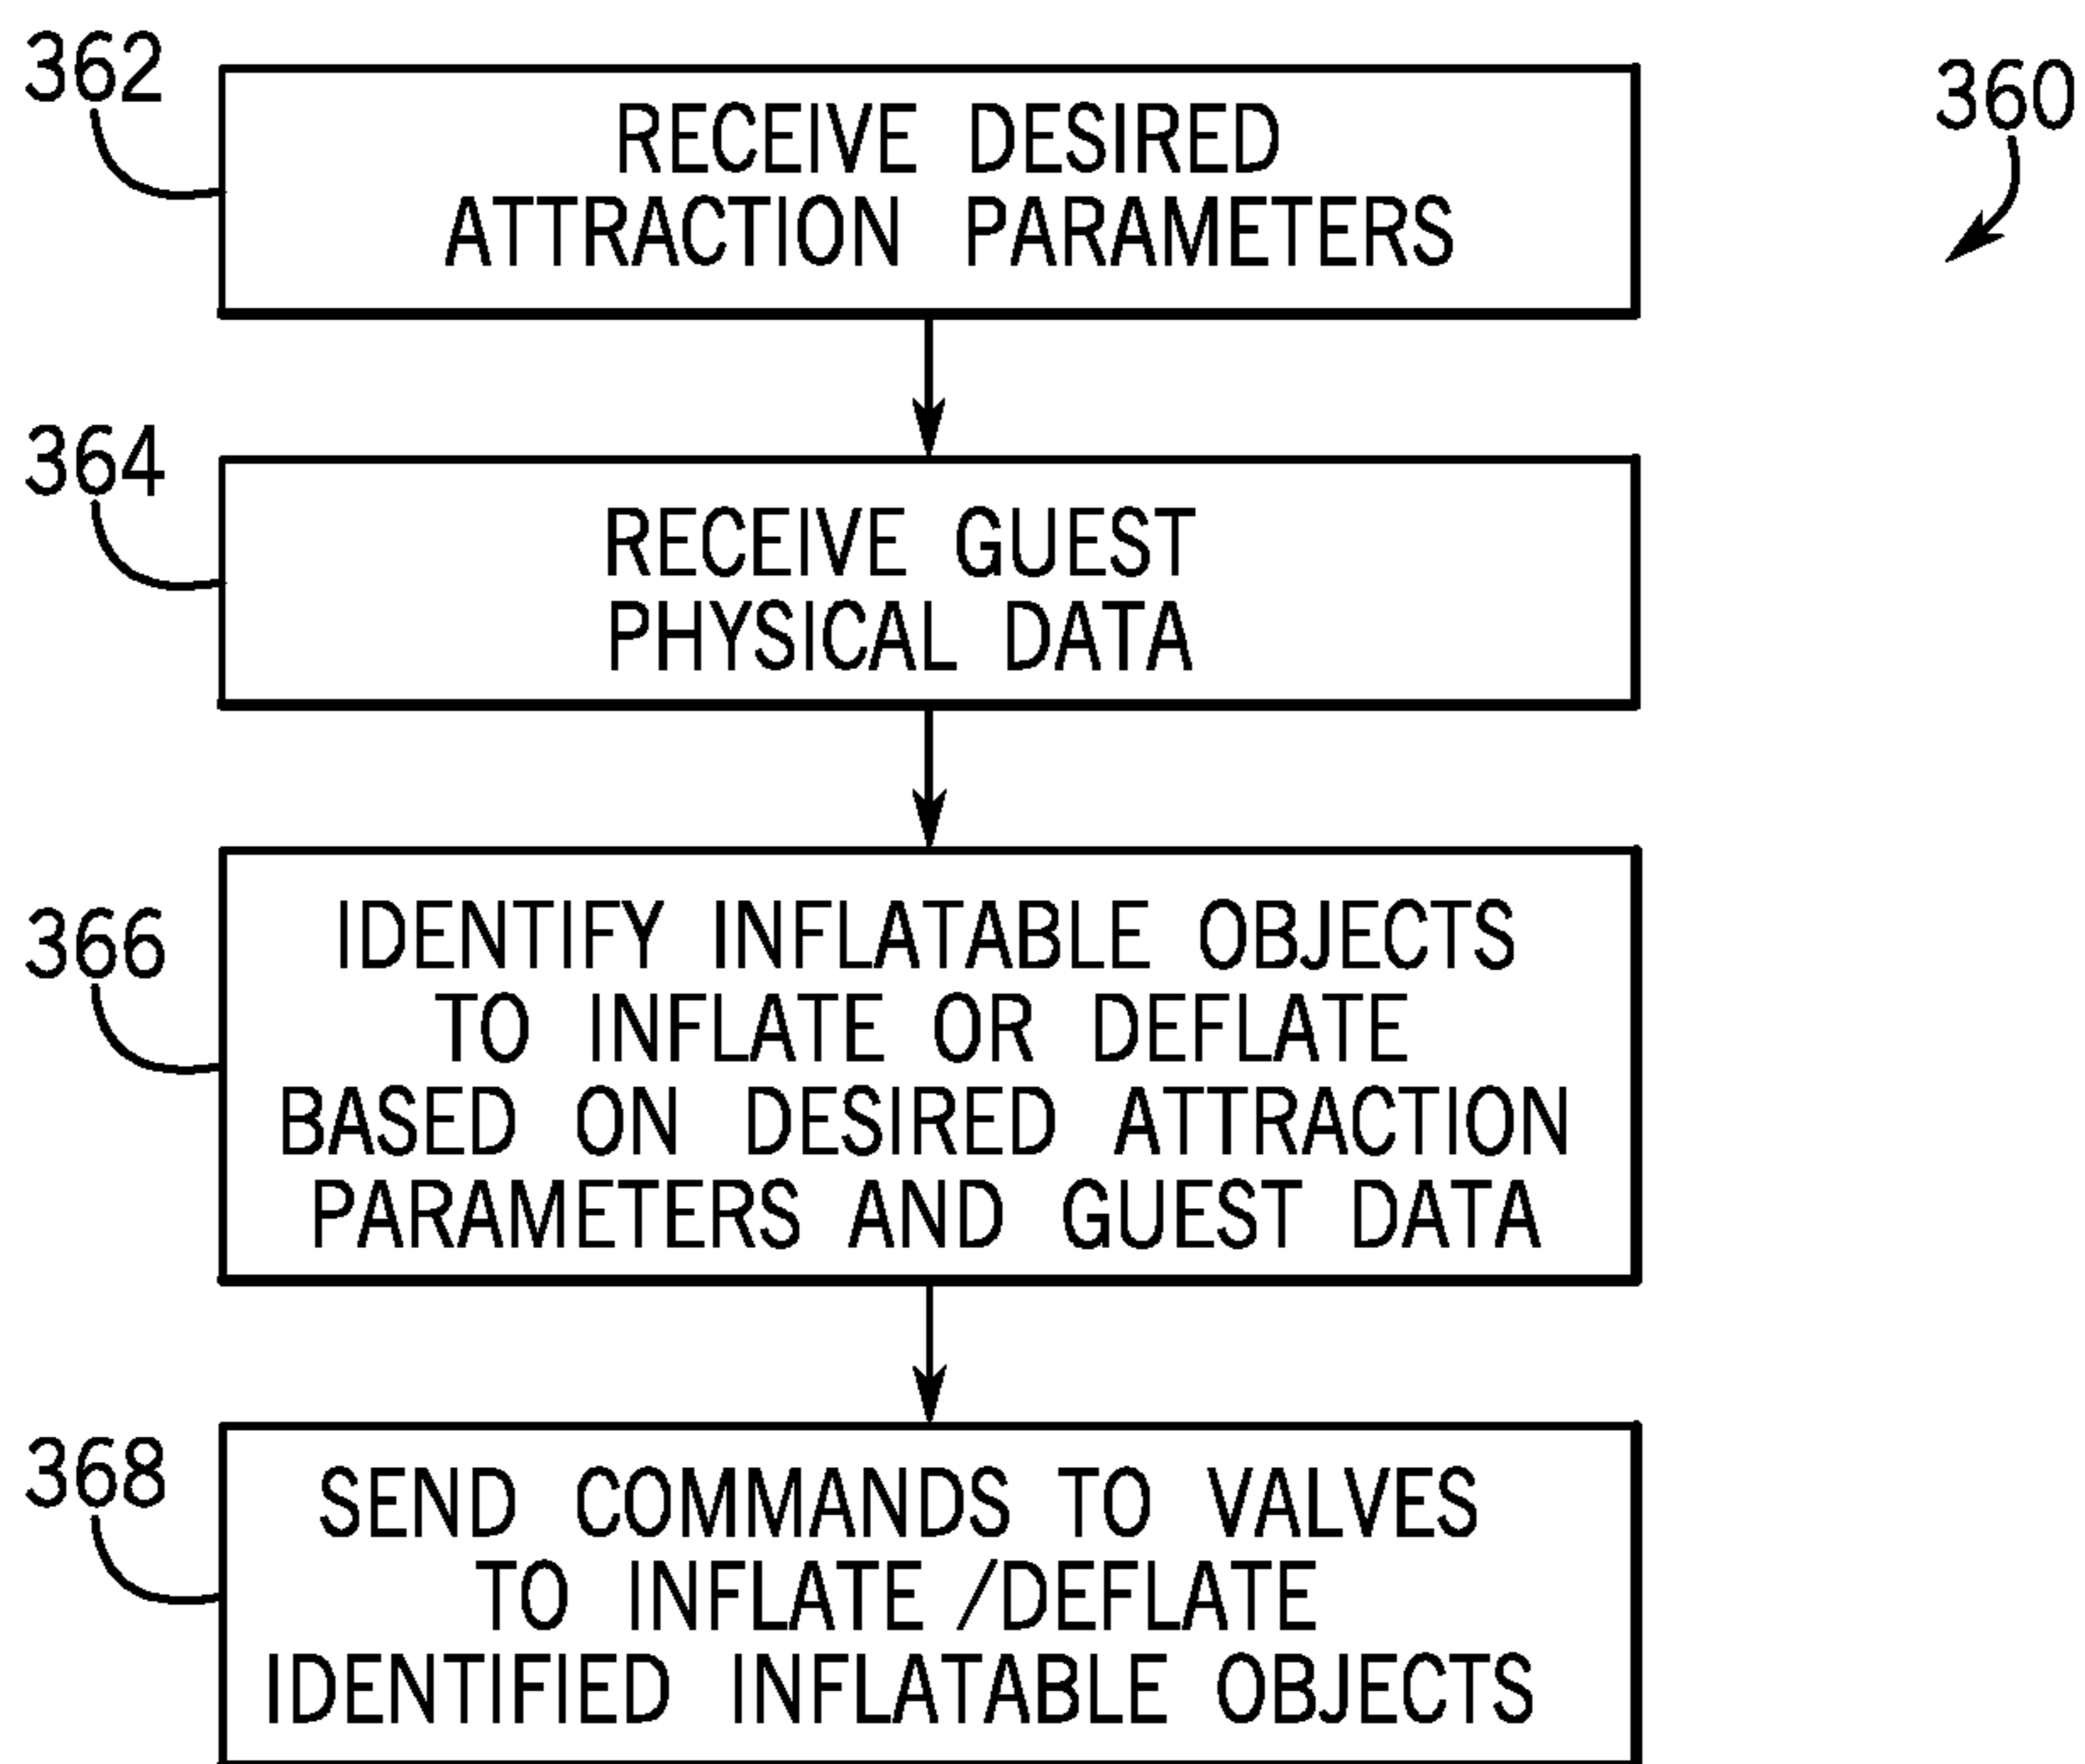 362
360
RECEIVE DESIRED
ATTRACTION PARAMETERS
364
RECEIVE GUEST
PHYSICAL DATA
366
IDENTIFY INFLATABLE OBJECTS
TO INFLATE OR DEFLATE
BASED ON DESIRED ATTRACTION
PARAMETERS AND GUEST DATA
368
SEND COMMANDS TO VALVES
TO INFLATE /DEFLATE
IDENTIFIED INFLATABLE OBJECTS